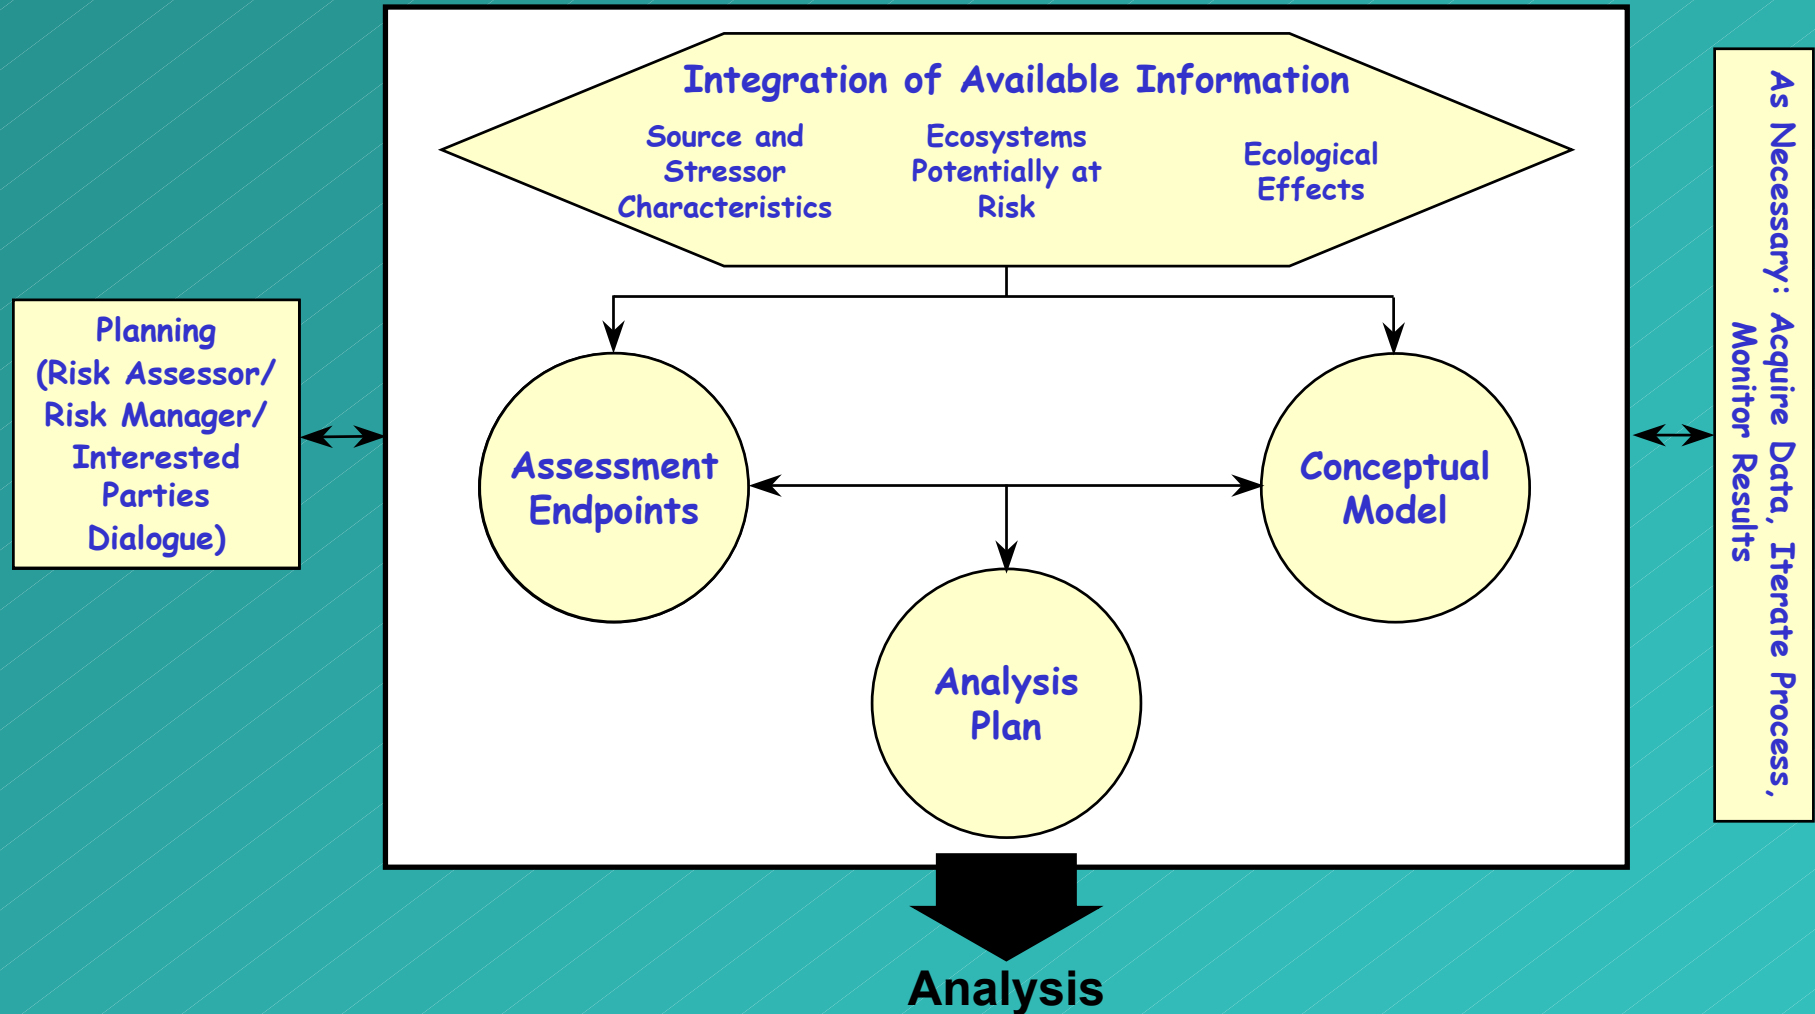 Integration of Available Information
Source and
Stressor
Characteristics
Ecosystems
Potentially at
Risk
Ecological
Effects
Planning
(Risk Assessor/
Risk Manager/
Interested
Parties
Dialogue)
Assessment
Endpoints
Conceptual
Model
Analysis
Plan
As Necessary: Acquire Data, Iterate Process,
Monitor Results
Analysis